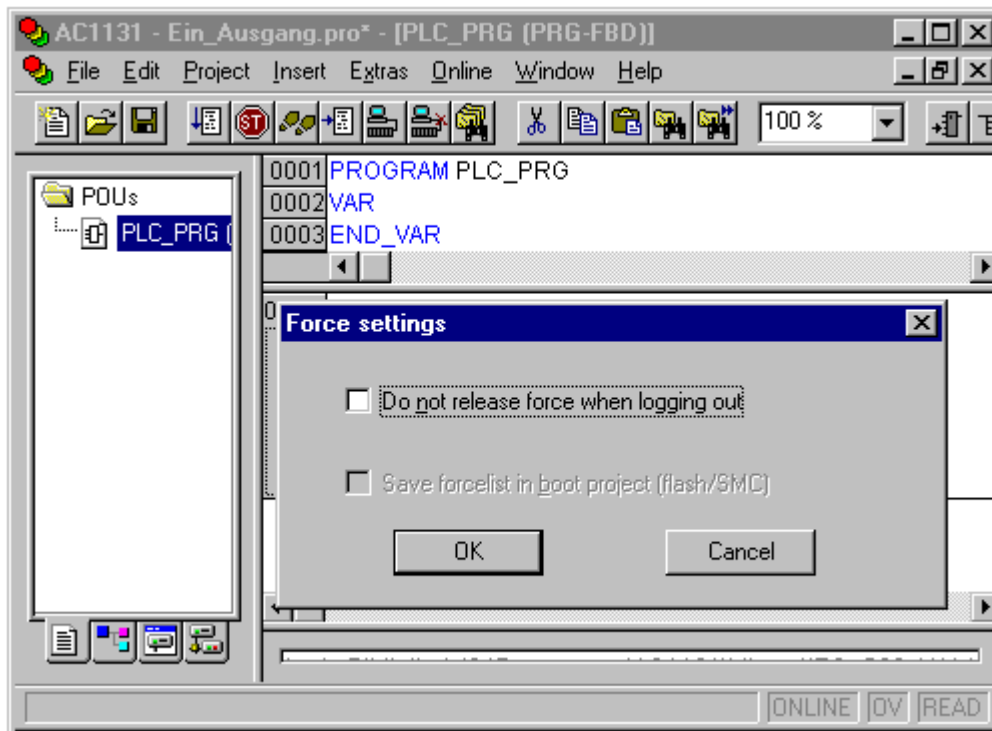 AC1131 - Ein_Ausgang.pro* - [PLC_PRG (PRG-FBD)]
File Edit Project Insert Extras Online Window Help
ST 100 %
POUs
PLC_PRG (
0001 PROGRAM PLC_PRG
0002 VAR
0003 END_VAR
Force settings
Do not release force when logging out
Save forcelist in boot project (flash/SMC)
OK Cancel
ONLINE OV READ